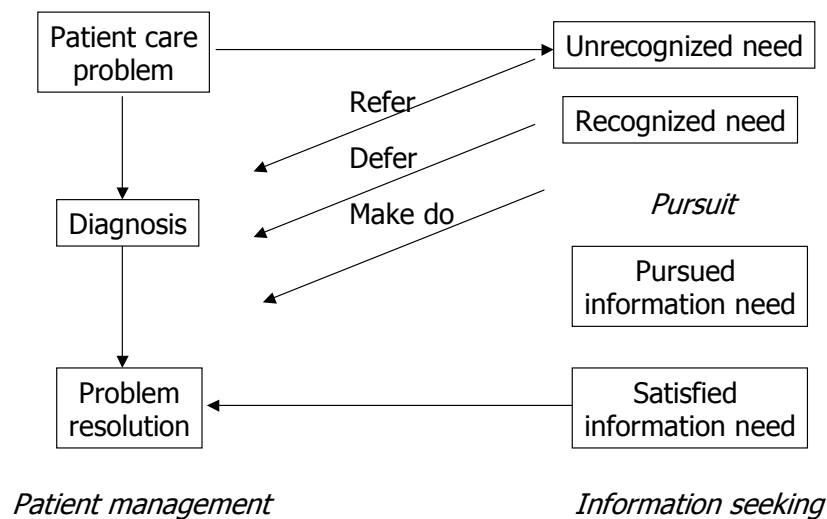 Patient care
problem
Unrecognized need
Refer
Recognized need
Defer
Make do
Pursuit
Diagnosis
Pursued
information need
Problem
resolution
Satisfied
information need
Patient management
Information seeking